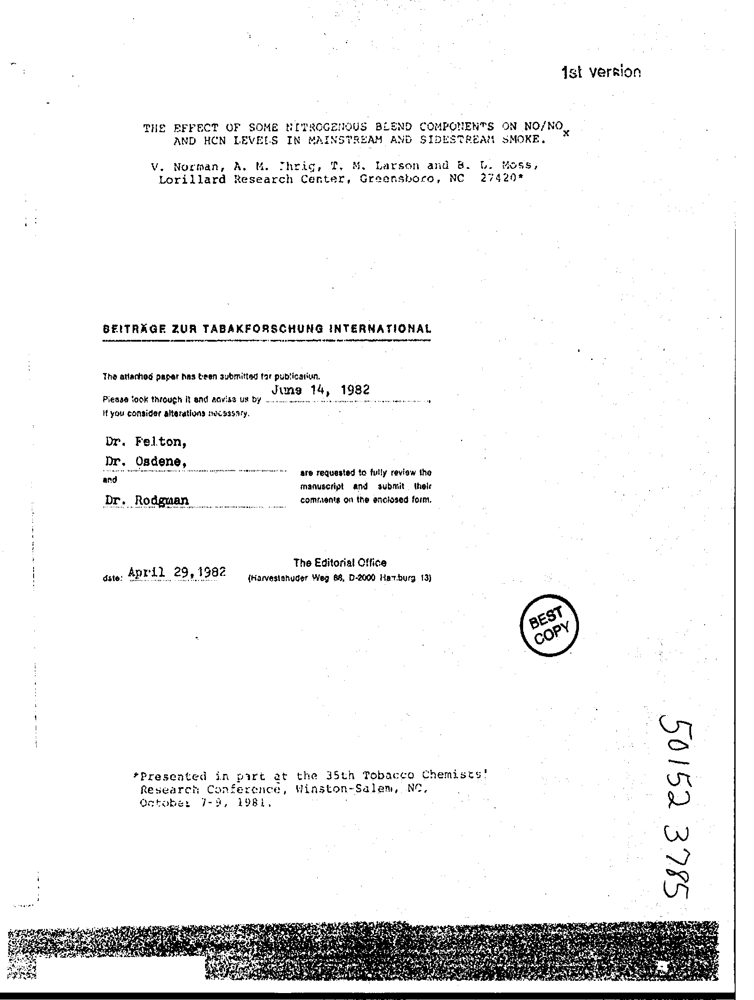 1st version
THE EFFECT OF SOME NITROGENOUS BLEND COMPONENTS ON NO/NOx
AND HCN LEVELS IN MAINSTREAM AND SIDESTREAM SMOKE.
V. Norman, A. M. Ihrig, T. M. Larson and B. L. Moss,
Lorillard Research Center, Greensboro, NC 27420*
BEITRÄGE ZUR TABAKFORSCHUNG INTERNATIONAL
The attached paper has been submitted for publication.
Please look through it and advise us by June 14, 1982
if you consider alterations necessary.
Dr. Felton,
Dr. Osdene,
and
Dr. Rodgman
are requested to fully review the
manuscript and submit their
comments on the enclosed form.
date: April 29, 1982
The Editorial Office
(Harvestehuder Weg 88, D-2000 Hamburg 13)
BEST
COPY
*Presented in part at the 35th Tobacco Chemists'
Research Conference, Winston-Salem, NC,
October 7-9, 1981.
50152 3785